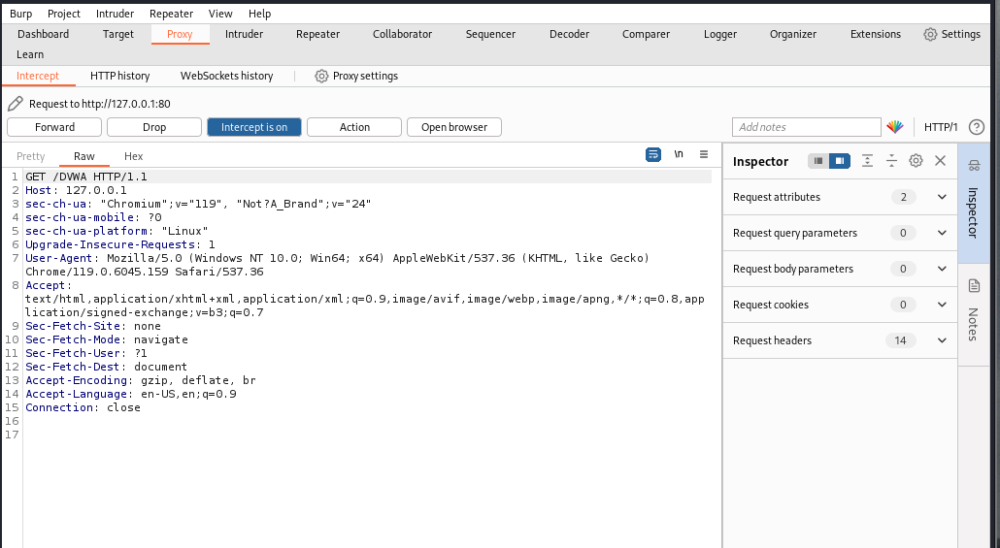 Burp Project Intruder Repeater View Help
Dashboard Target Proxy Intruder Repeater Collaborator Sequencer Decoder Comparer Logger Organizer Extensions Settings
Learn
Intercept HTTP history WebSockets history Proxy settings
Request to http://127.0.0.1:80
Forward Drop Intercept is on Action Open browser Add notes HTTP/1 ?
Pretty Raw Hex \n
1 GET /DVWA HTTP/1.1
2 Host: 127.0.0.1
3 sec-ch-ua: "Chromium";v="119", "Not?A_Brand";v="24"
4 sec-ch-ua-mobile: ?0
5 sec-ch-ua-platform: "Linux"
6 Upgrade-Insecure-Requests: 1
7 User-Agent: Mozilla/5.0 (Windows NT 10.0; Win64; x64) AppleWebKit/537.36 (KHTML, like Gecko)
Chrome/119.0.6045.159 Safari/537.36
8 Accept:
text/html,application/xhtml+xml,application/xml;q=0.9,image/avif,image/webp,image/apng,*/*;q=0.8,app
lication/signed-exchange;v=b3;q=0.7
9 Sec-Fetch-Site: none
10 Sec-Fetch-Mode: navigate
11 Sec-Fetch-User: ?1
12 Sec-Fetch-Dest: document
13 Accept-Encoding: gzip, deflate, br
14 Accept-Language: en-US,en;q=0.9
15 Connection: close
16
17
Inspector
Request attributes 2
Request query parameters 0
Request body parameters 0
Request cookies 0
Request headers 14
Inspector
Notes